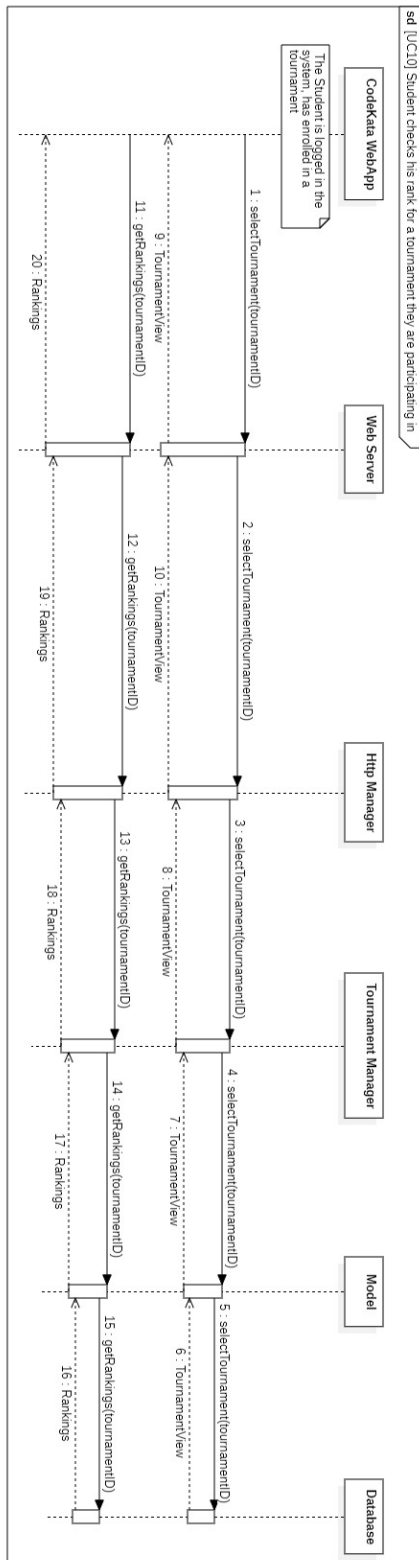 sd [UC10] Student checks his rank for a tournament they are participating in
CodeKata WebApp
Web Server
Http Manager
Tournament Manager
Model
Database
The Student is logged in the
system, has enrolled in a
tournament
1 : selectTournament(tournamentID)
2 : selectTournament(tournamentID)
3 : selectTournament(tournamentID)
4 : selectTournament(tournamentID)
5 : selectTournament(tournamentID)
6 : TournamentView
7 : TournamentView
8 : TournamentView
10 : TournamentView
9 : TournamentView
11 : getRankings(tournamentID)
12 : getRankings(tournamentID)
13 : getRankings(tournamentID)
14 : getRankings(tournamentID)
15 : getRankings(tournamentID)
16 : Rankings
17 : Rankings
18 : Rankings
19 : Rankings
20 : Rankings